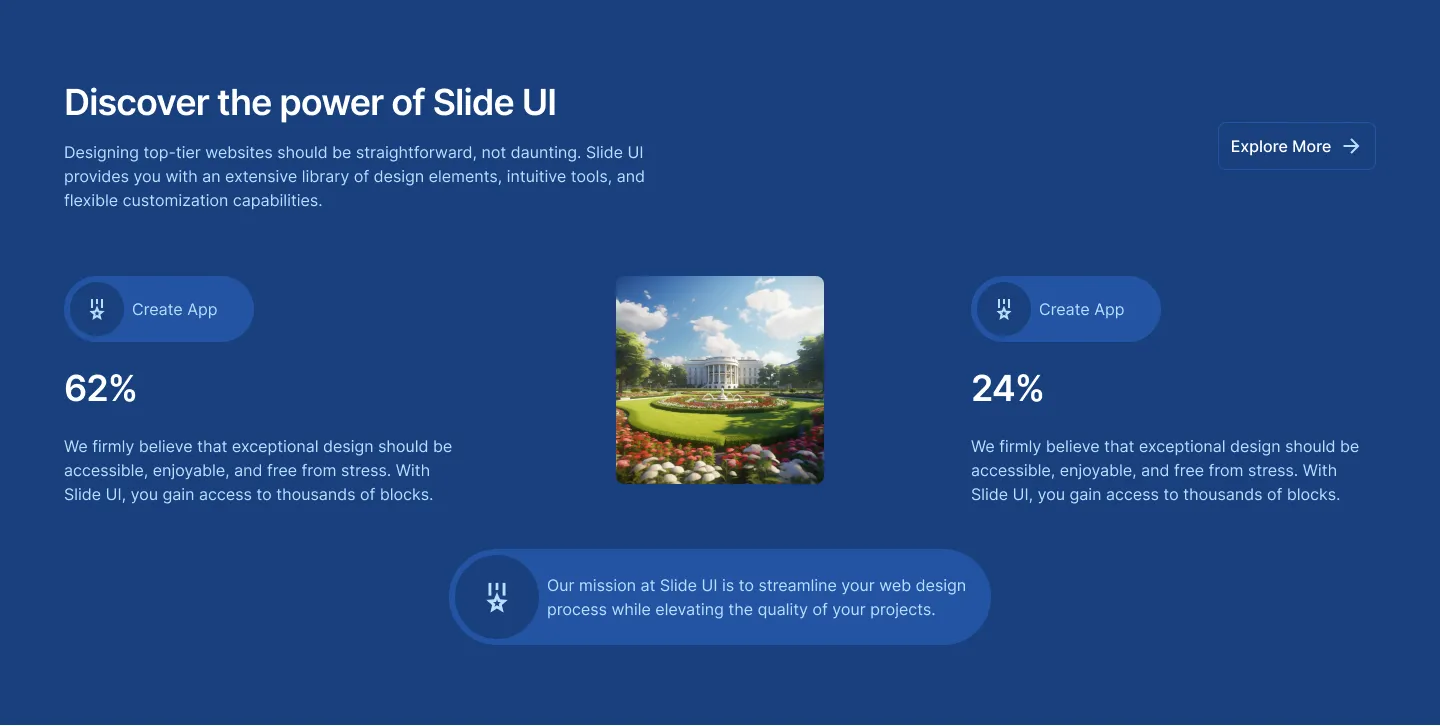 Discover the power of Slide UI
Designing top-tier websites should be straightforward, not daunting. Slide UI
provides you with an extensive library of design elements, intuitive tools, and
flexible customization capabilities.
Explore More
Create App
62%
We firmly believe that exceptional design should be
accessible, enjoyable, and free from stress. With
Slide UI, you gain access to thousands of blocks.
Create App
24%
We firmly believe that exceptional design should be
accessible, enjoyable, and free from stress. With
Slide UI, you gain access to thousands of blocks.
Our mission at Slide UI is to streamline your web design
process while elevating the quality of your projects.